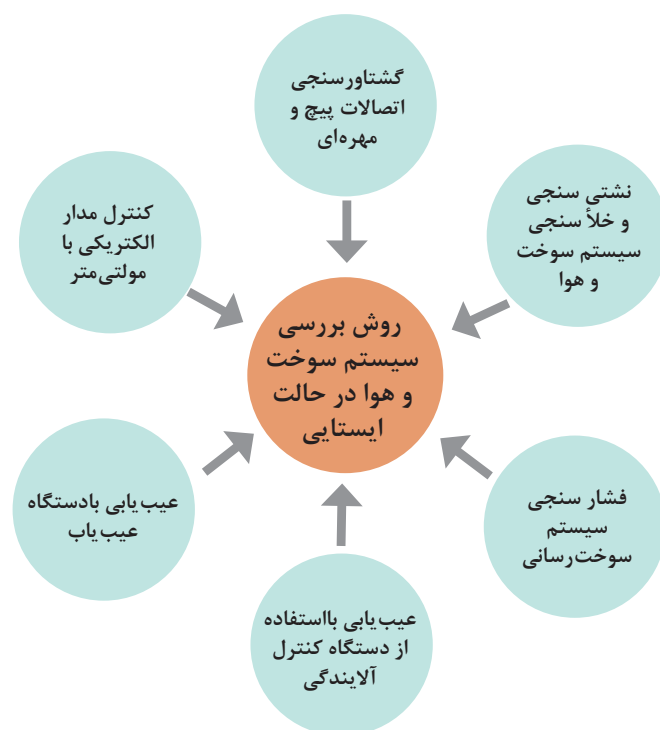 گشتاورسنجی
اتصالات پیچ و
مهره‌ای
نشتی سنجی
و خلأ سنجی
سیستم سوخت
و هوا
کنترل مدار
الکتریکی با
مولتی‌متر
روش بررسی
سیستم سوخت
و هوا در حالت
ایستایی
فشار سنجی
سیستم
سوخت‌رسانی
عیب‌یابی بادستگاه
عیب‌یاب
عیب‌یابی بااستفاده
از دستگاه کنترل
آلایندگی